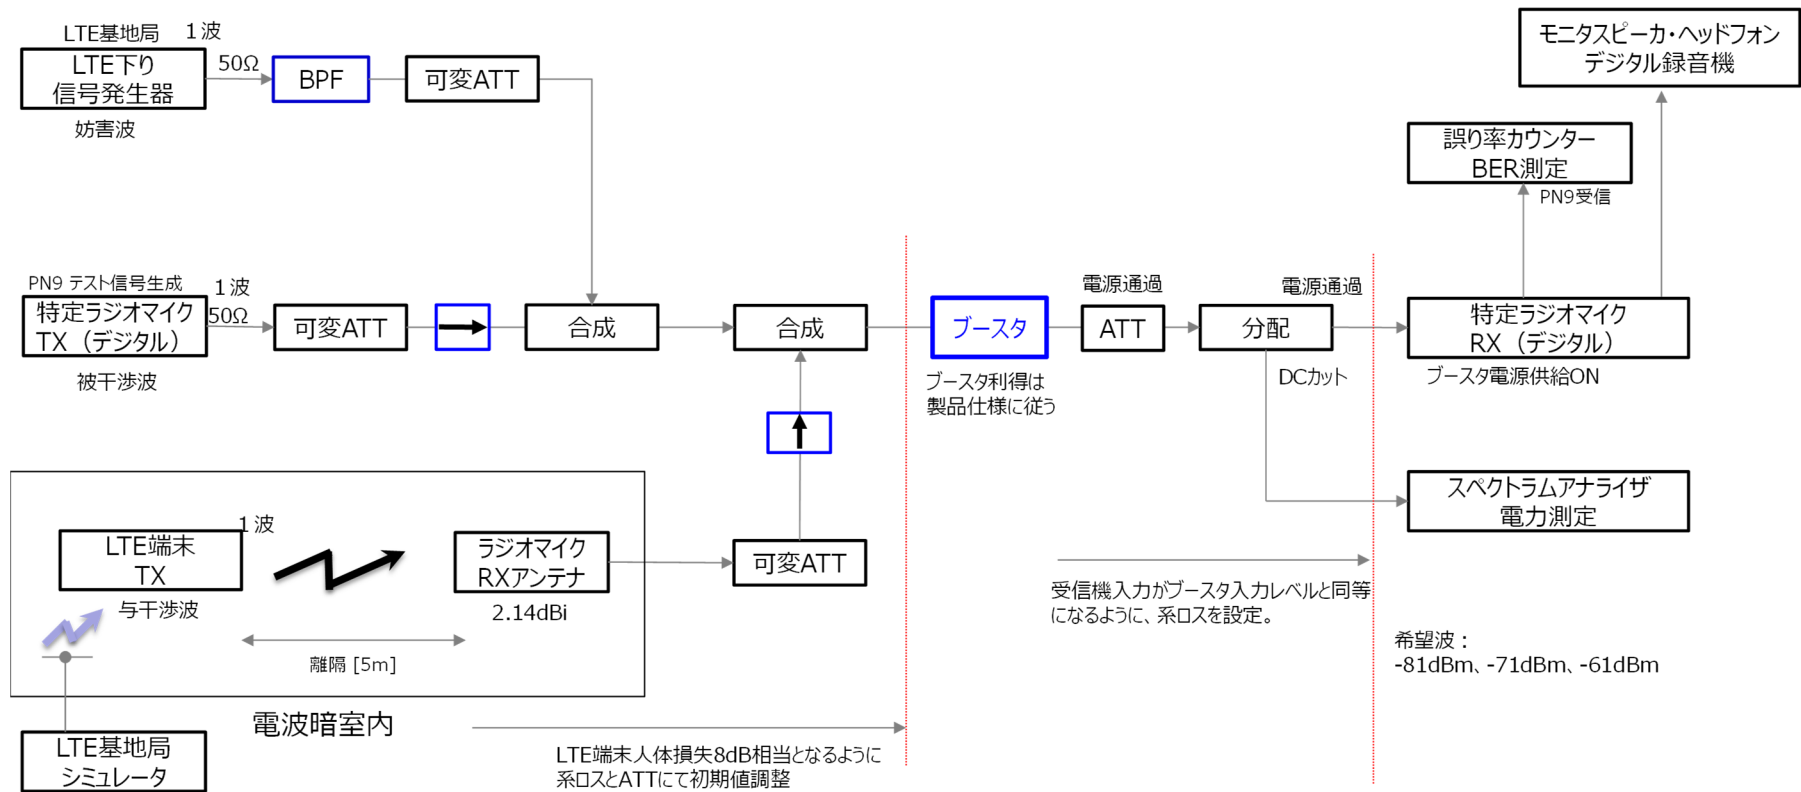 LTE基地局
1波
LTE下り
信号発生器
50Ω
BPF
可変ATT
妨害波
モニタスピーカ・ヘッドフォン
デジタル録音機
誤り率カウンター
BER測定
PN9受信
PN9 テスト信号生成
1波
特定ラジオマイク
TX（デジタル）
50Ω
可変ATT
合成
合成
ブースタ
電源通過
ATT
分配
電源通過
特定ラジオマイク
RX（デジタル）
被干渉波
ブースタ利得は
製品仕様に従う
DCカット
ブースタ電源供給ON
スペクトラムアナライザ
電力測定
1波
LTE端末
TX
与干渉波
ラジオマイク
RXアンテナ
2.14dBi
可変ATT
離隔 [5m]
受信機入力がブースタ入力レベルと同等
になるように、系ロスを設定。
希望波：
-81dBm、-71dBm、-61dBm
電波暗室内
LTE基地局
シミュレータ
LTE端末人体損失8dB相当となるように
系ロスとATTにて初期値調整